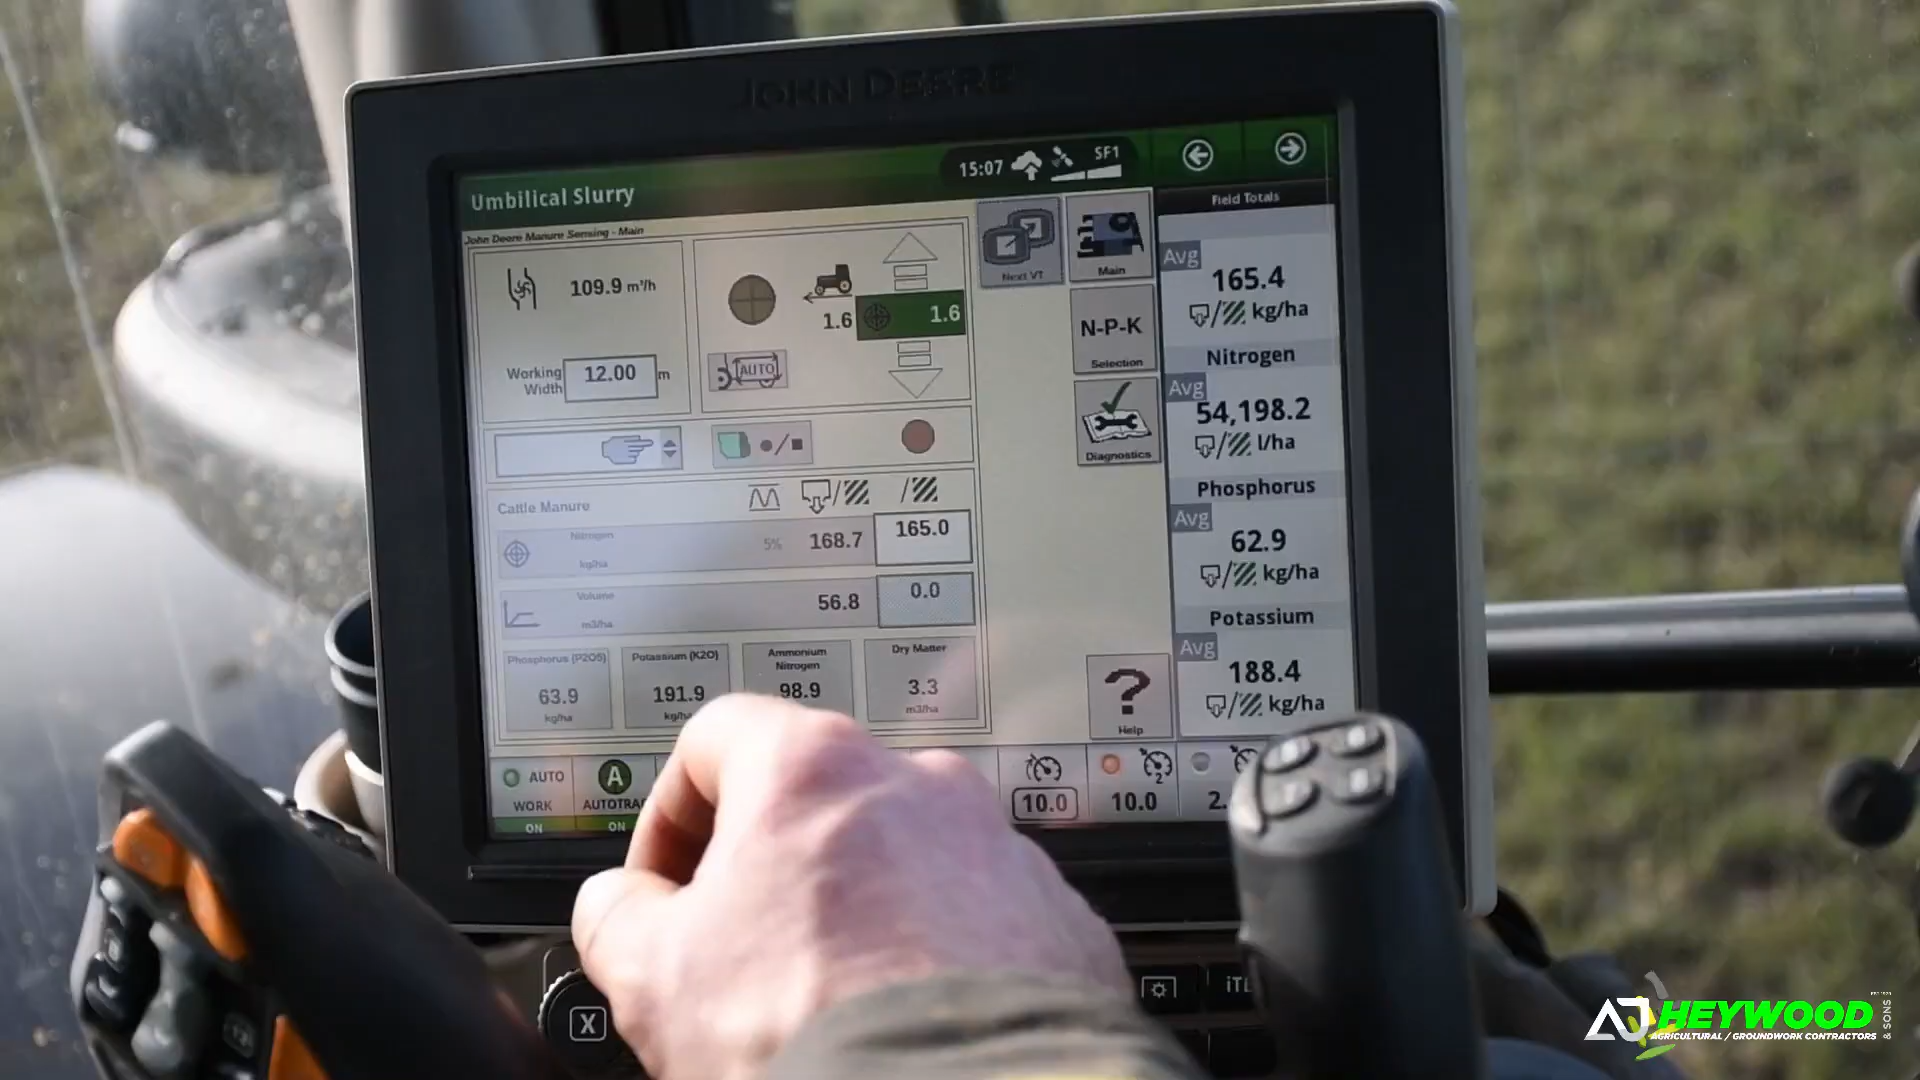 JOHN DEERE
Umbilical Slurry
15:07 SF1
John Deere Manure Sensing - Main
109.9 m³/h
Working Width 12.00 m
1.6 1.6
AUTO
Next VT
Main
N-P-K
Selection
Diagnostics
Help
Cattle Manure
Nitrogen
kg/ha
5% 168.7 165.0
Volume
m3/ha
56.8 0.0
Phosphorus (P2O5)
63.9
kg/ha
Potassium (K2O)
191.9
kg/ha
Ammonium Nitrogen
98.9
Dry Matter
3.3
m3/ha
Field Totals
Avg
165.4
kg/ha
Nitrogen
Avg
54,198.2
l/ha
Phosphorus
Avg
62.9
kg/ha
Potassium
Avg
188.4
kg/ha
AUTO
WORK
ON
A
AUTOTRA
ON
10.0
2
10.0
2.
X
AJ HEYWOOD
& SONS
AGRICULTURAL / GROUNDWORK CONTRACTORS